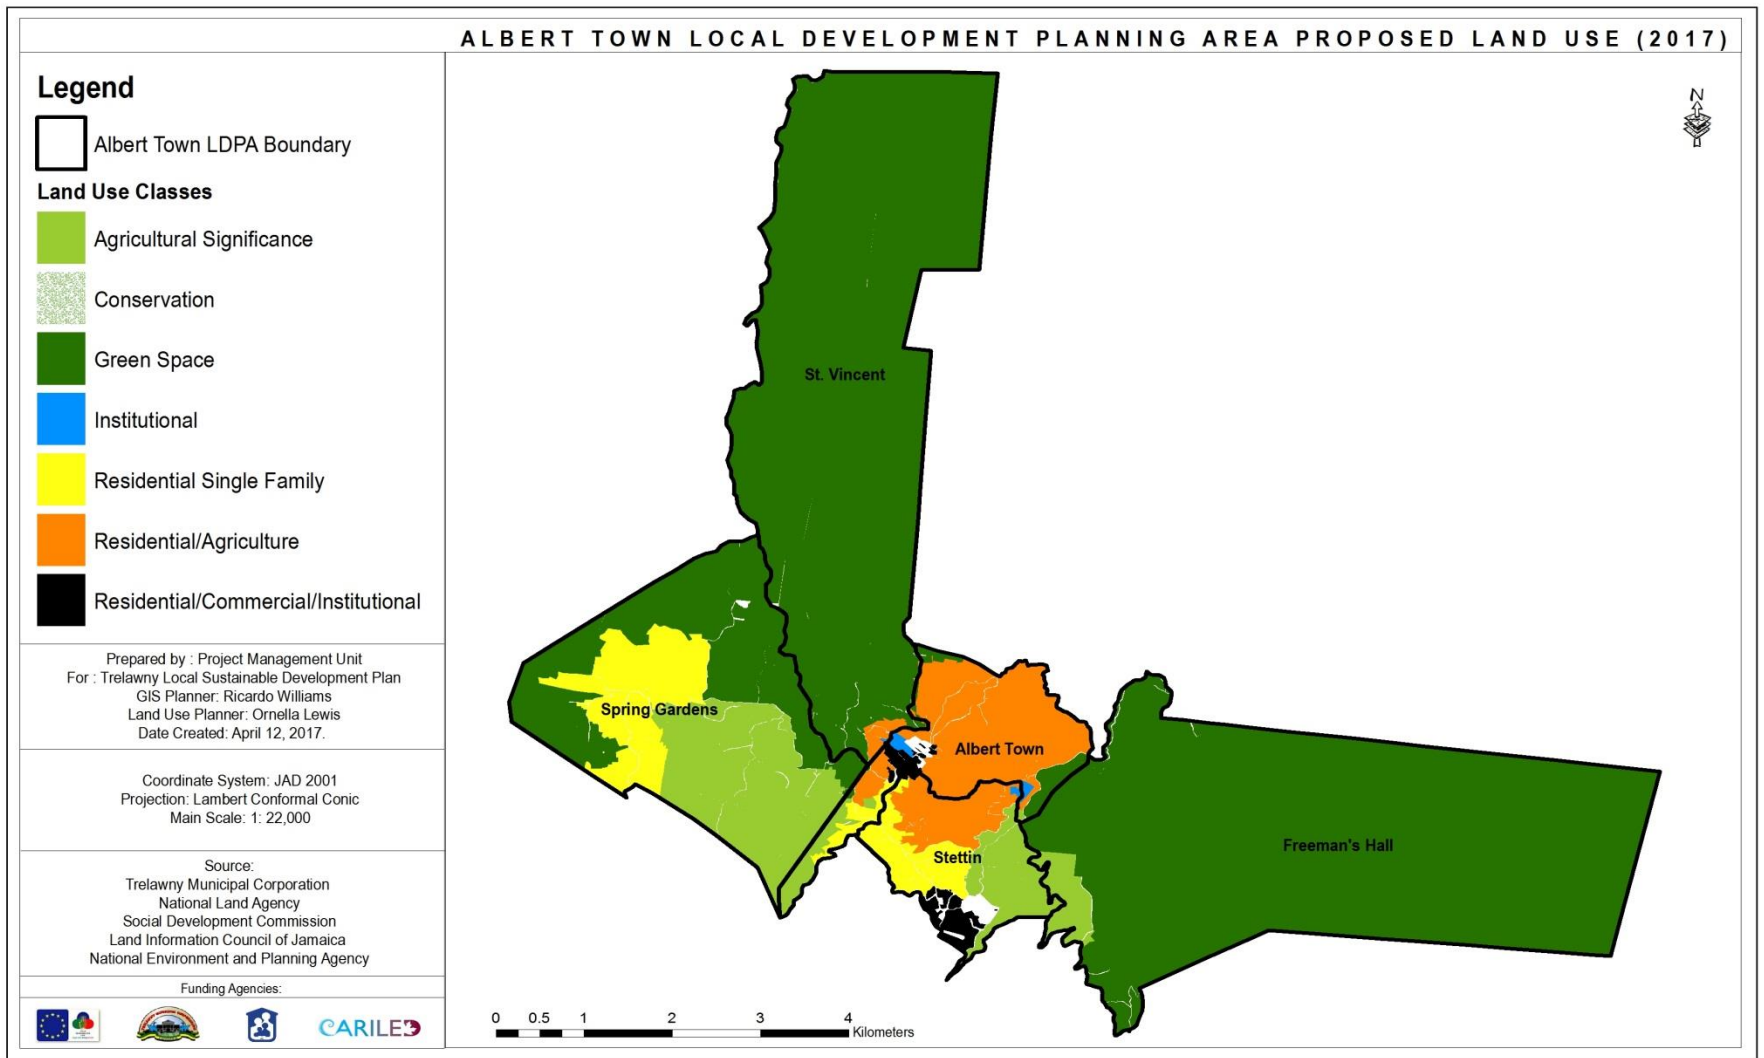 ALBERT TOWN LOCAL DEVELOPMENT PLANNING AREA PROPOSED LAND USE (2017)
Legend
Albert Town LDPA Boundary
Land Use Classes
Agricultural Significance
Conservation
Green Space
Institutional
Residential Single Family
Residential/Agriculture
Residential/Commercial/Institutional
Prepared by : Project Management Unit
For : Trelawny Local Sustainable Development Plan
GIS Planner: Ricardo Williams
Land Use Planner: Ornella Lewis
Date Created: April 12, 2017.
Coordinate System: JAD 2001
Projection: Lambert Conformal Conic
Main Scale: 1: 22,000
Source:
Trelawny Municipal Corporation
National Land Agency
Social Development Commission
Land Information Council of Jamaica
National Environment and Planning Agency
Funding Agencies:
CARILED
N
St. Vincent
Spring Gardens
Albert Town
Stettin
Freeman's Hall
0 0.5 1 2 3 4
Kilometers